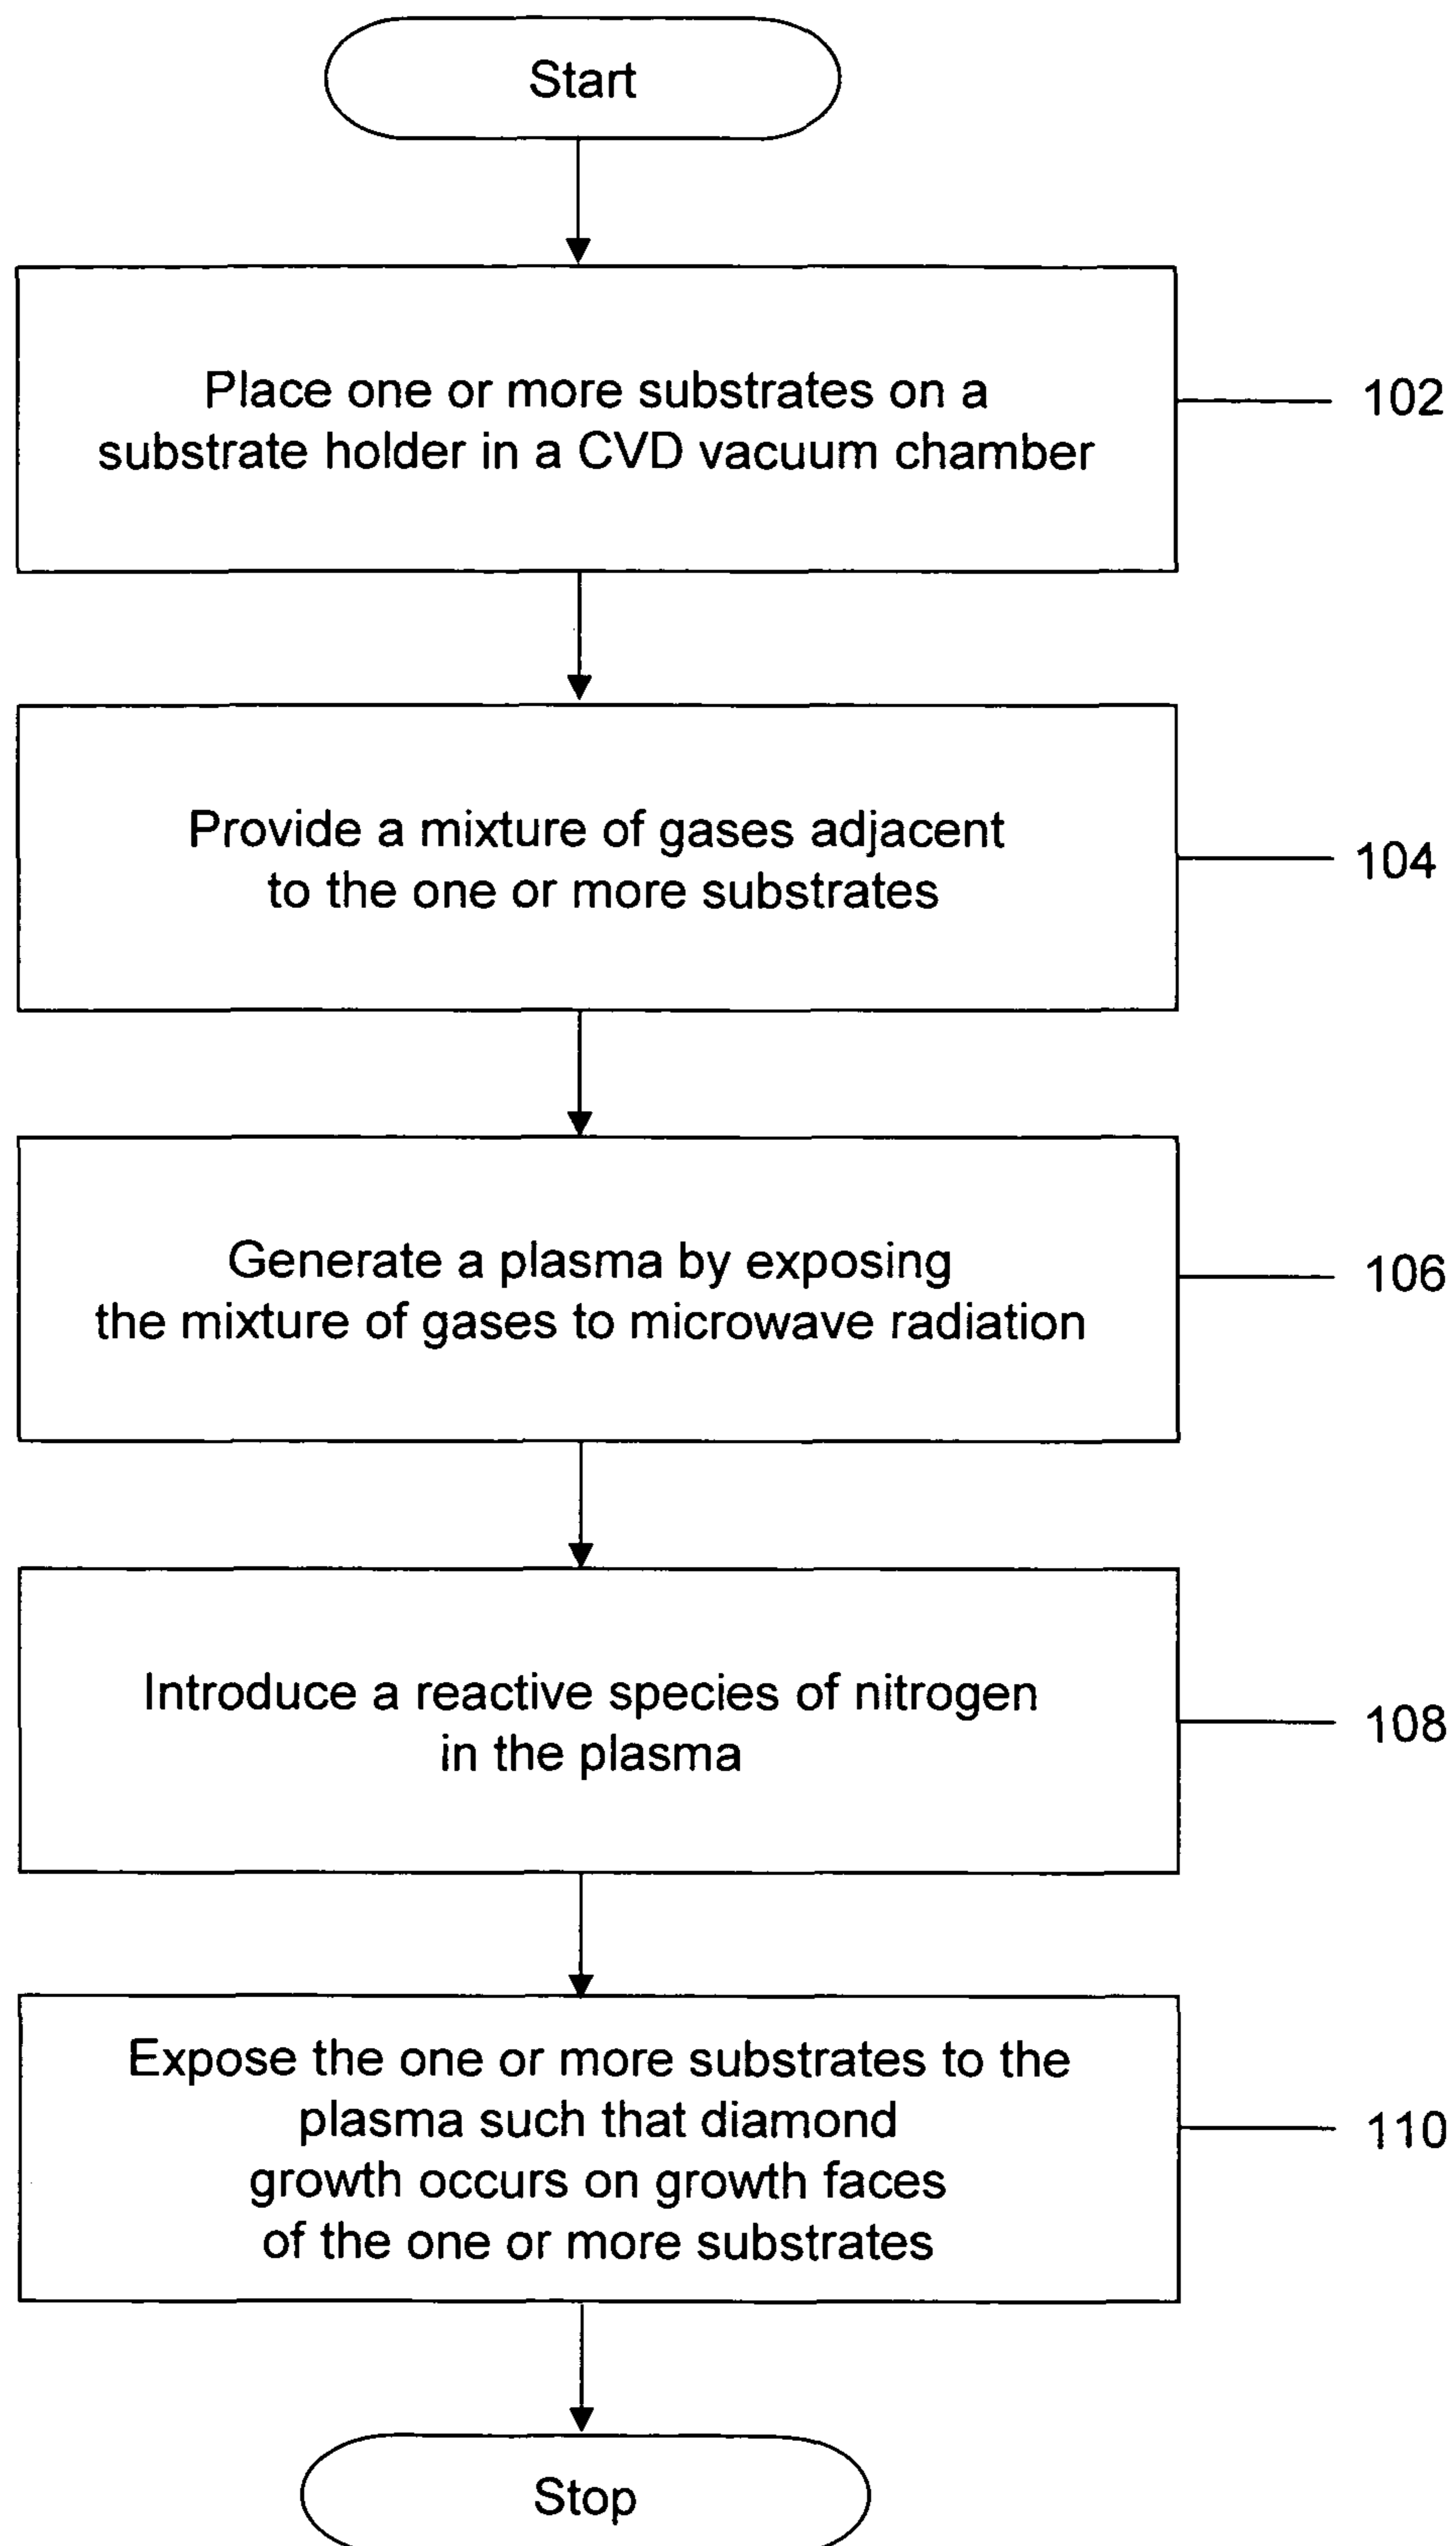 Start
Place one or more substrates on a
substrate holder in a CVD vacuum chamber
102
Provide a mixture of gases adjacent
to the one or more substrates
104
Generate a plasma by exposing
the mixture of gases to microwave radiation
106
Introduce a reactive species of nitrogen
in the plasma
108
Expose the one or more substrates to the
plasma such that diamond
growth occurs on growth faces
of the one or more substrates
110
Stop